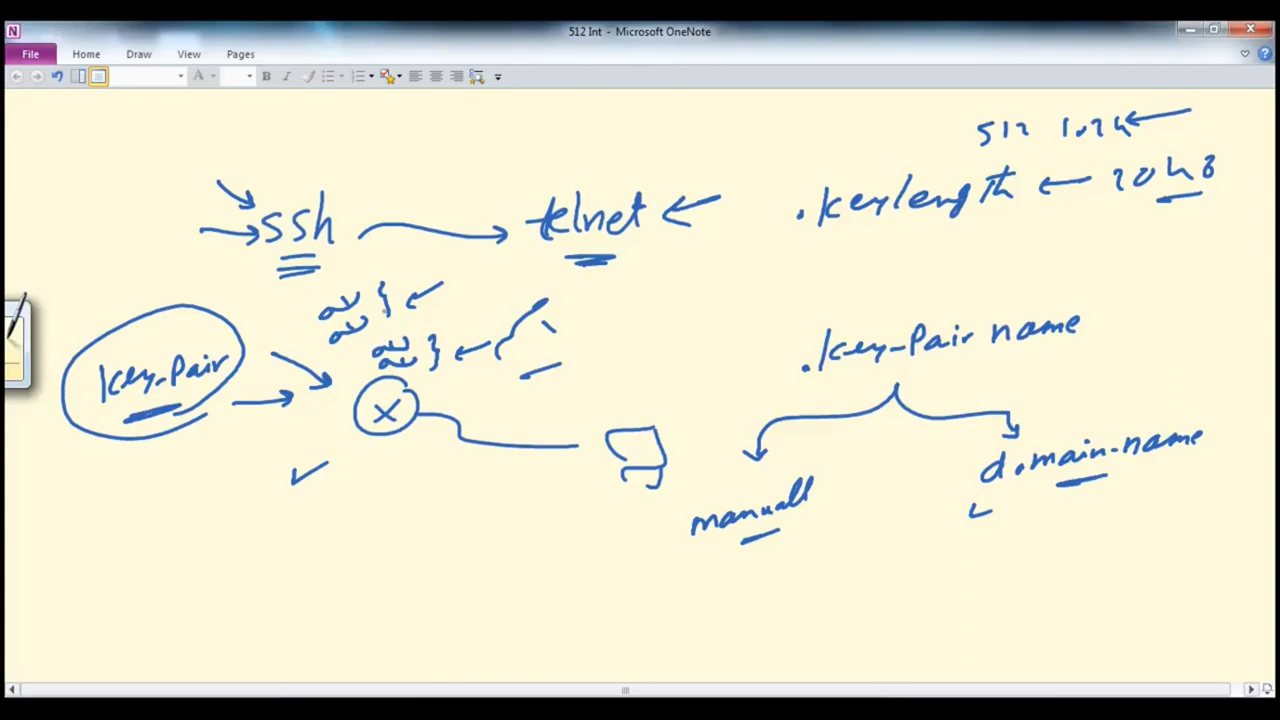 512 Int - Microsoft OneNote
File Home Draw View Pages
512 1024
.keylength 2048
ssh telnet
.key-Pair name
key-Pair
X
manuall
domain-name